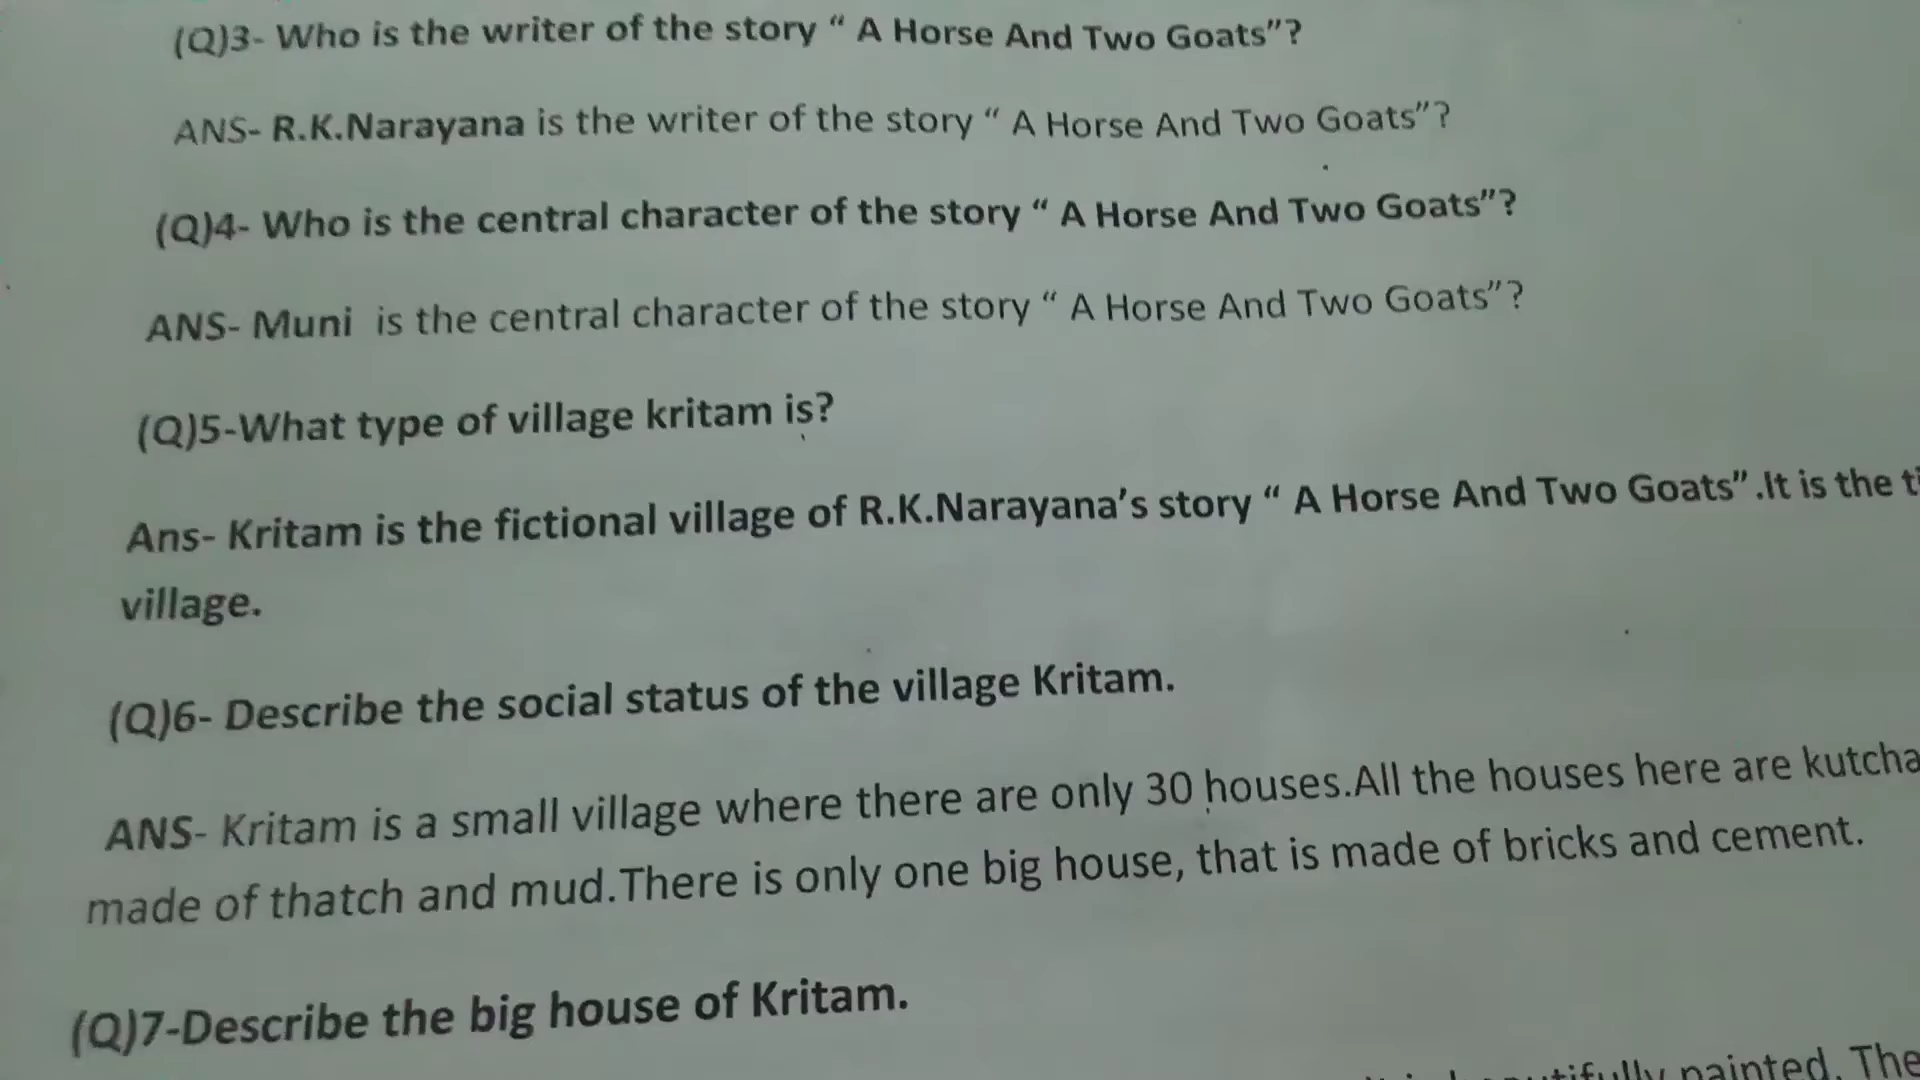 (Q)3- Who is the writer of the story “ A Horse And Two Goats”?
ANS- R.K.Narayana is the writer of the story “ A Horse And Two Goats”?
(Q)4- Who is the central character of the story “ A Horse And Two Goats”?
ANS- Muni is the central character of the story “ A Horse And Two Goats”?
(Q)5-What type of village kritam is?
Ans- Kritam is the fictional village of R.K.Narayana’s story “ A Horse And Two Goats”.It is the
village.
(Q)6- Describe the social status of the village Kritam.
ANS- Kritam is a small village where there are only 30 houses.All the houses here are kutcha
made of thatch and mud.There is only one big house, that is made of bricks and cement.
(Q)7-Describe the big house of Kritam.
painted. The